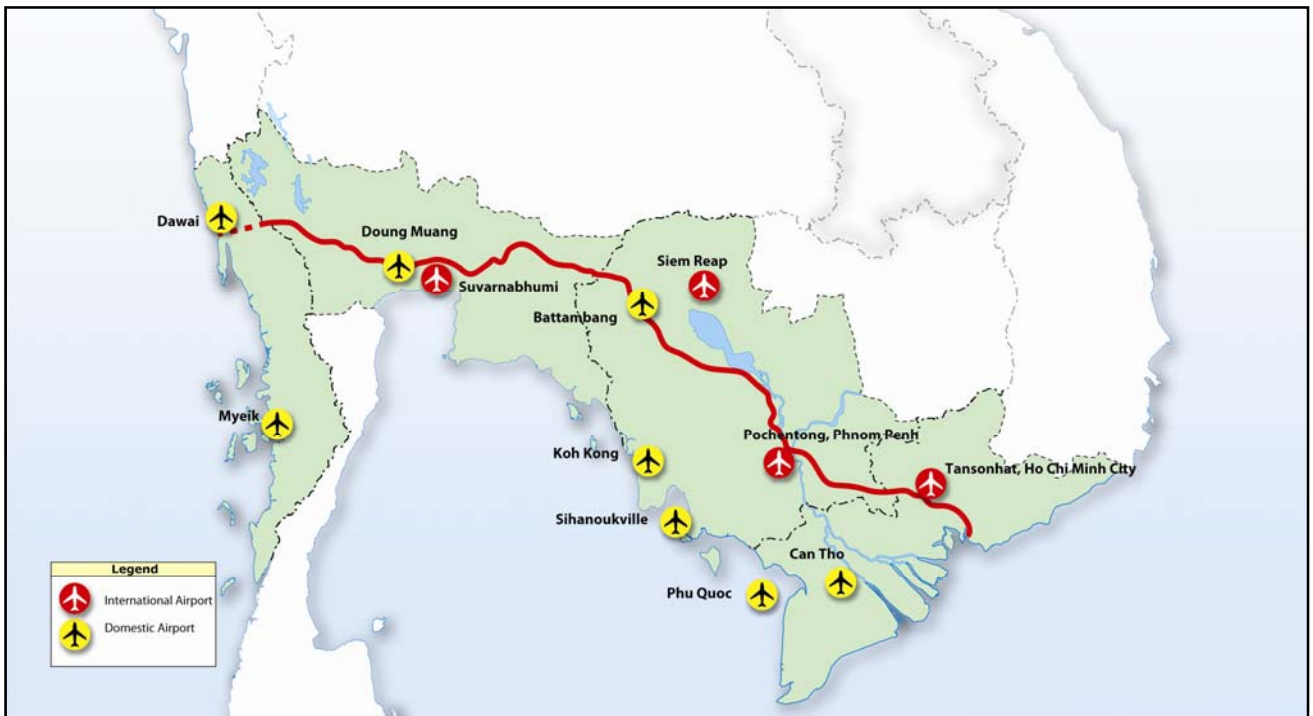 Dawai
Doung Muang
Suvarnabhumi
Siem Reap
Battambang
Myeik
Pochentong, Phnom Penh
Koh Kong
Tansonhat, Ho Chi Minh City
Sihanoukville
Can Tho
Phu Quoc
Legend
International Airport
Domestic Airport